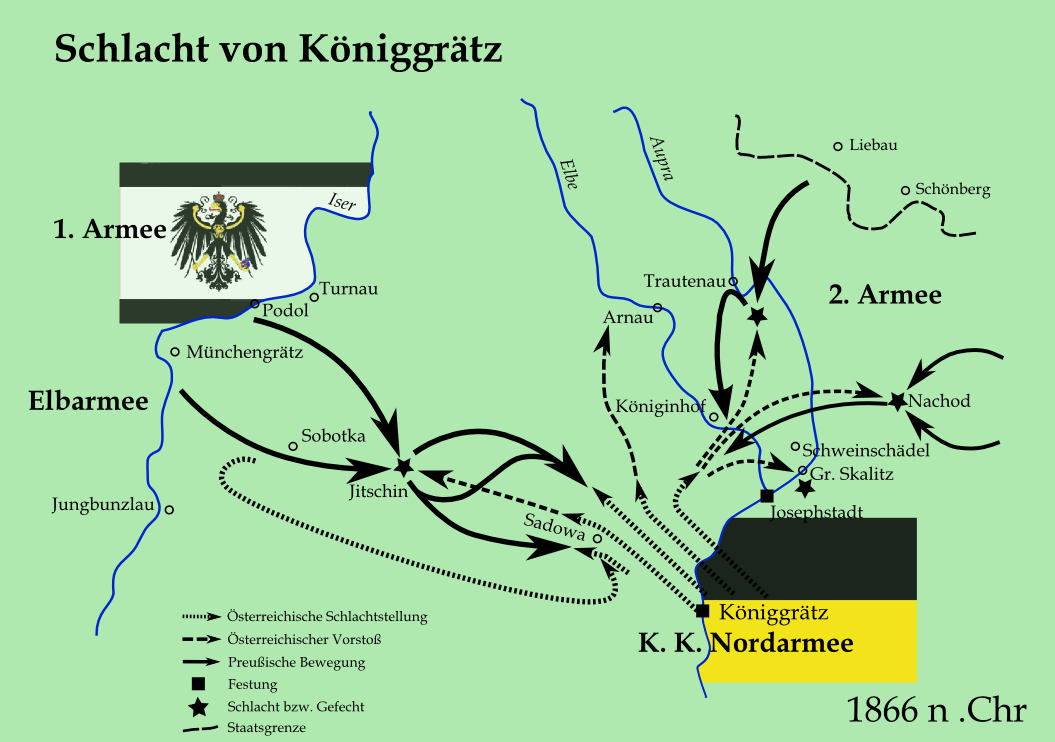 Schlacht von Königgrätz
Elbe
Aupra
Liebau
Schönberg
Iser
1. Armee
Turnau
Podol
Trautenau
2. Armee
Arnau
Münchengrätz
Elbarmee
Königinhof
Nachod
Sobotka
Schweinschädel
Gr. Skalitz
Jitschin
Jungbunzlau
Josephstadt
Sadowa
Königgrätz
K. K. Nordarmee
Österreichische Schlachtstellung
Österreichischer Vorstoß
Preußische Bewegung
Festung
Schlacht bzw. Gefecht
Staatsgrenze
1866 n .Chr